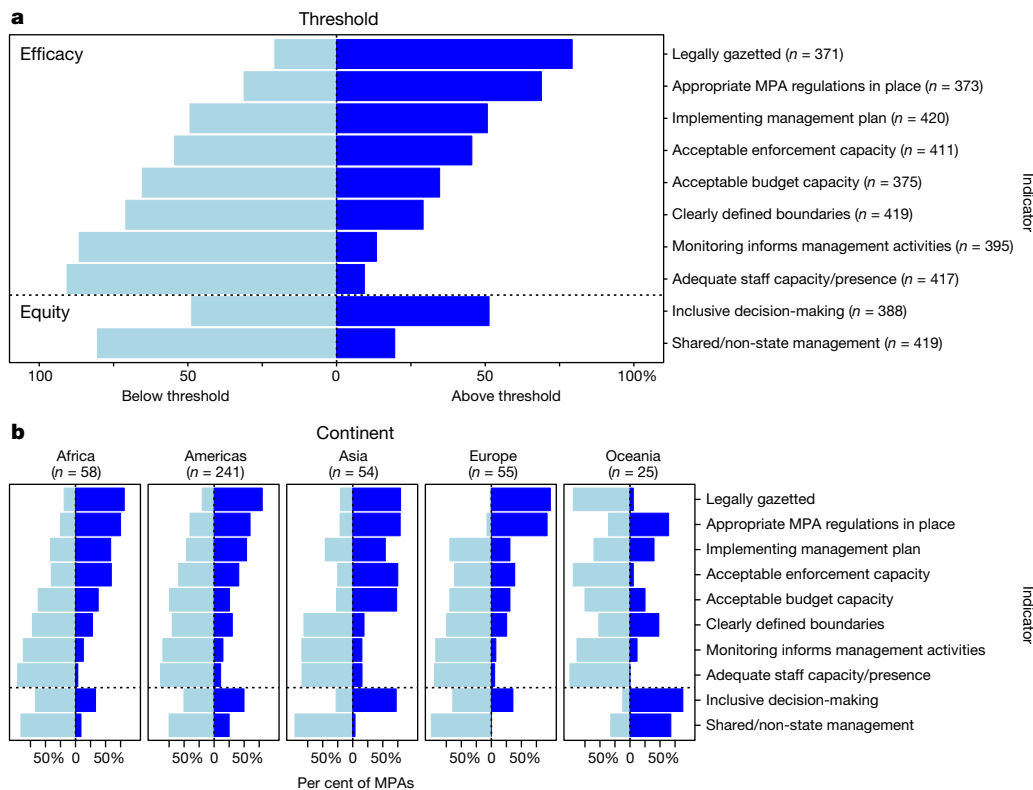 a
Threshold
Efficacy
Equity
Legally gazetted (n = 371)
Appropriate MPA regulations in place (n = 373)
Implementing management plan (n = 420)
Acceptable enforcement capacity (n = 411)
Acceptable budget capacity (n = 375)
Clearly defined boundaries (n = 419)
Monitoring informs management activities (n = 395)
Adequate staff capacity/presence (n = 417)
Inclusive decision-making (n = 388)
Shared/non-state management (n = 419)
Indicator
100 50 0 50 100%
Below threshold Above threshold
b
Continent
Africa
(n = 58)
Americas
(n = 241)
Asia
(n = 54)
Europe
(n = 55)
Oceania
(n = 25)
Legally gazetted
Appropriate MPA regulations in place
Implementing management plan
Acceptable enforcement capacity
Acceptable budget capacity
Clearly defined boundaries
Monitoring informs management activities
Adequate staff capacity/presence
Inclusive decision-making
Shared/non-state management
Indicator
50% 0 50% 50% 0 50% 50% 0 50% 50% 0 50% 50% 0 50%
Per cent of MPAs